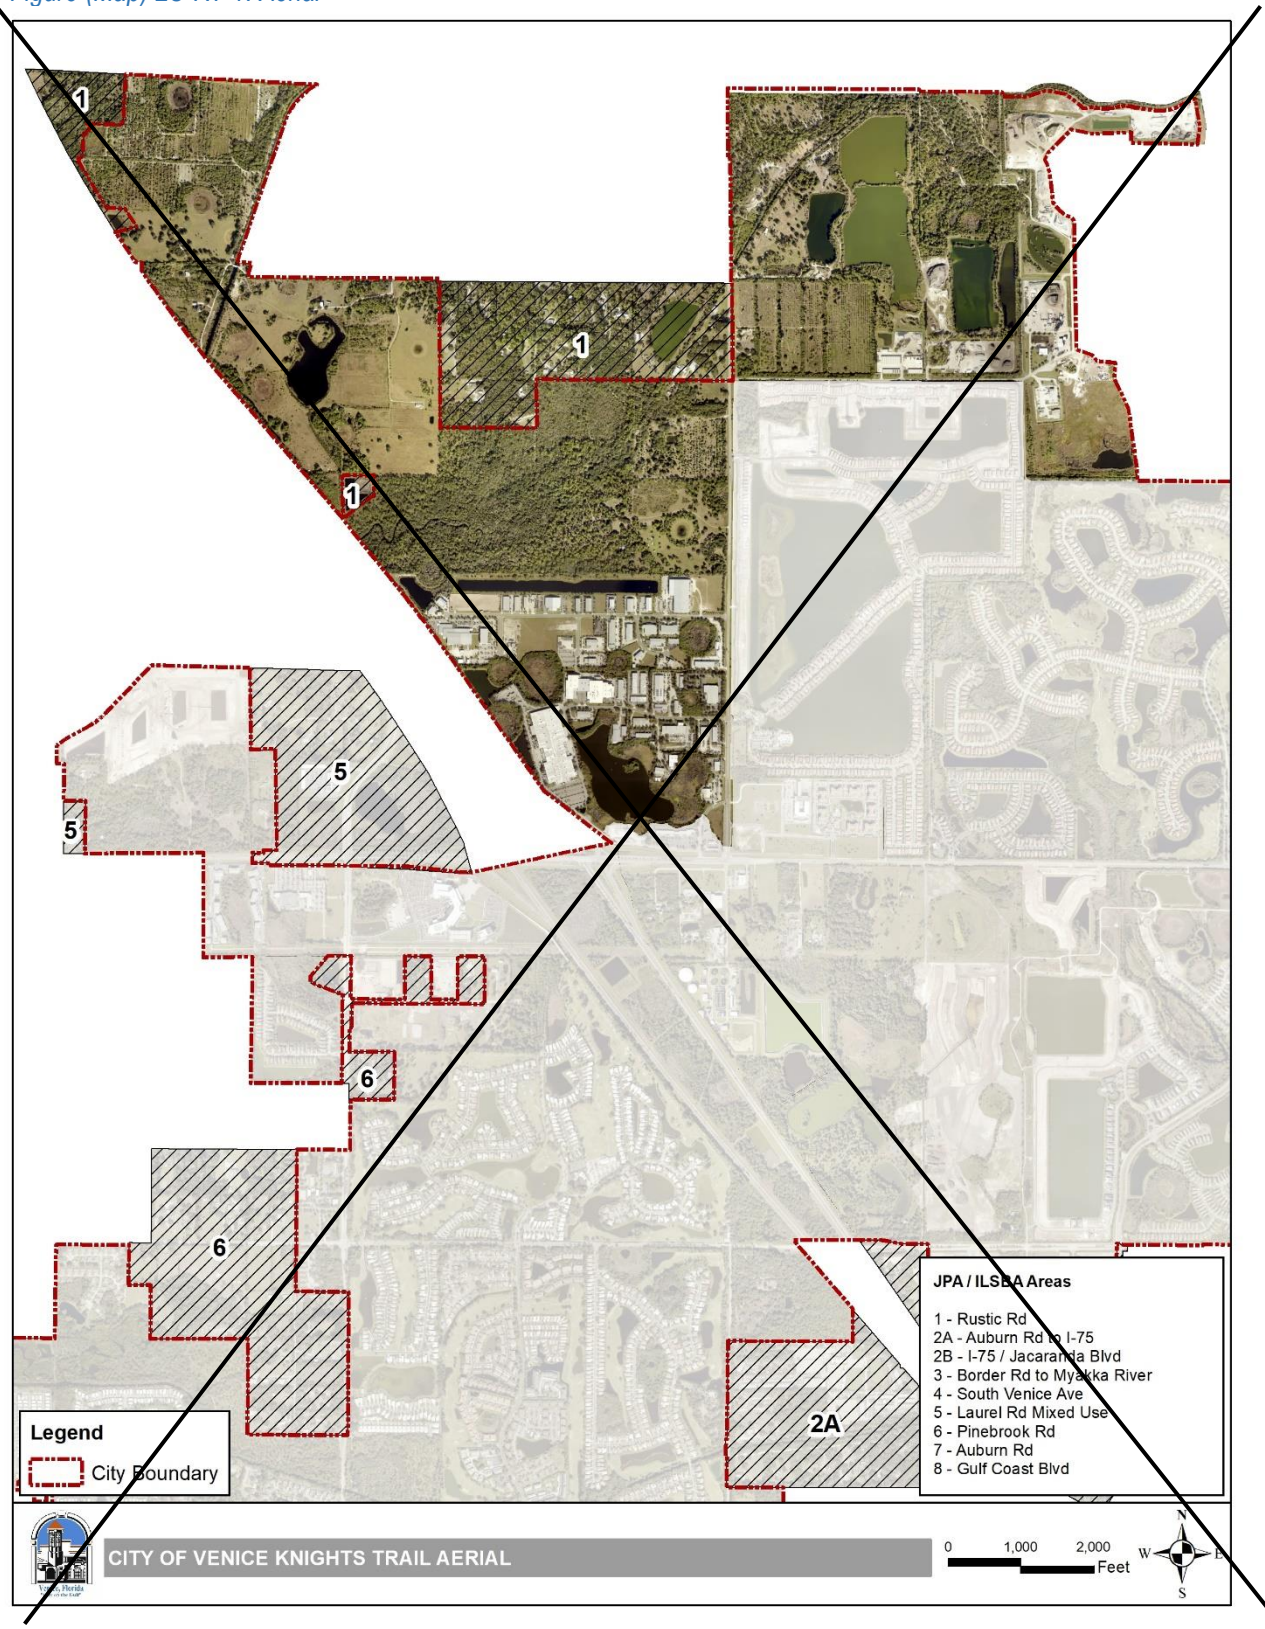 Figure (Map) LU-KT-1: Aerial
1
1
1
5
5
6
6
2A
JPA / ILSBA Areas
1 - Rustic Rd
2A - Auburn Rd to I-75
2B - I-75 / Jacaranda Blvd
3 - Border Rd to Myakka River
4 - South Venice Ave
5 - Laurel Rd Mixed Use
6 - Pinebrook Rd
7 - Auburn Rd
8 - Gulf Coast Blvd
Legend
City Boundary
Venice, Florida
CITY OF VENICE KNIGHTS TRAIL AERIAL
0 1,000 2,000
Feet
N
W E
S